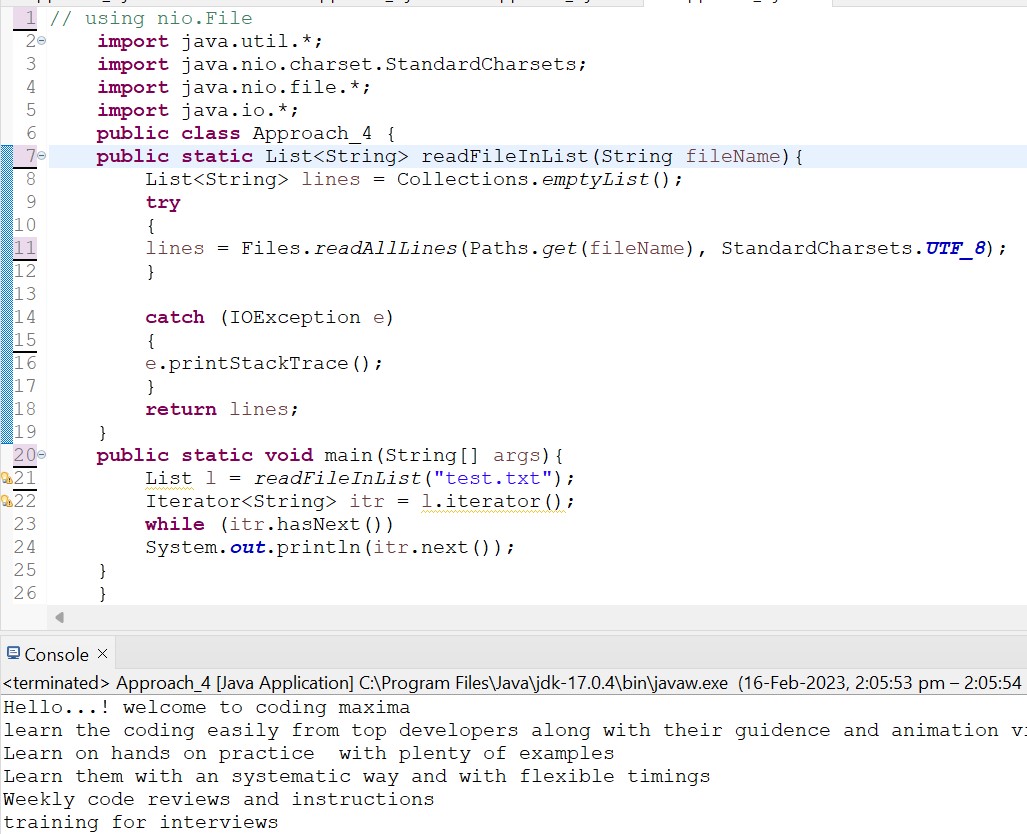 1 // using nio.File
2 import java.util.*;
3 import java.nio.charset.StandardCharsets;
4 import java.nio.file.*;
5 import java.io.*;
6 public class Approach_4 {
7 public static List<String> readFileInList(String fileName){
8 List<String> lines = Collections.emptyList();
9 try
10 {
11 lines = Files.readAllLines(Paths.get(fileName), StandardCharsets.UTF_8);
12 }
13
14 catch (IOException e)
15 {
16 e.printStackTrace();
17 }
18 return lines;
19 }
20 public static void main(String[] args){
21 List l = readFileInList("test.txt");
22 Iterator<String> itr = l.iterator();
23 while (itr.hasNext())
24 System.out.println(itr.next());
25 }
26 }
Console
<terminated> Approach_4 [Java Application] C:\Program Files\Java\jdk-17.0.4\bin\javaw.exe (16-Feb-2023, 2:05:53 pm – 2:05:54
Hello...! welcome to coding maxima
learn the coding easily from top developers along with their guidence and animation
Learn on hands on practice  with plenty of examples
Learn them with an systematic way and with flexible timings
Weekly code reviews and instructions
training for interviews